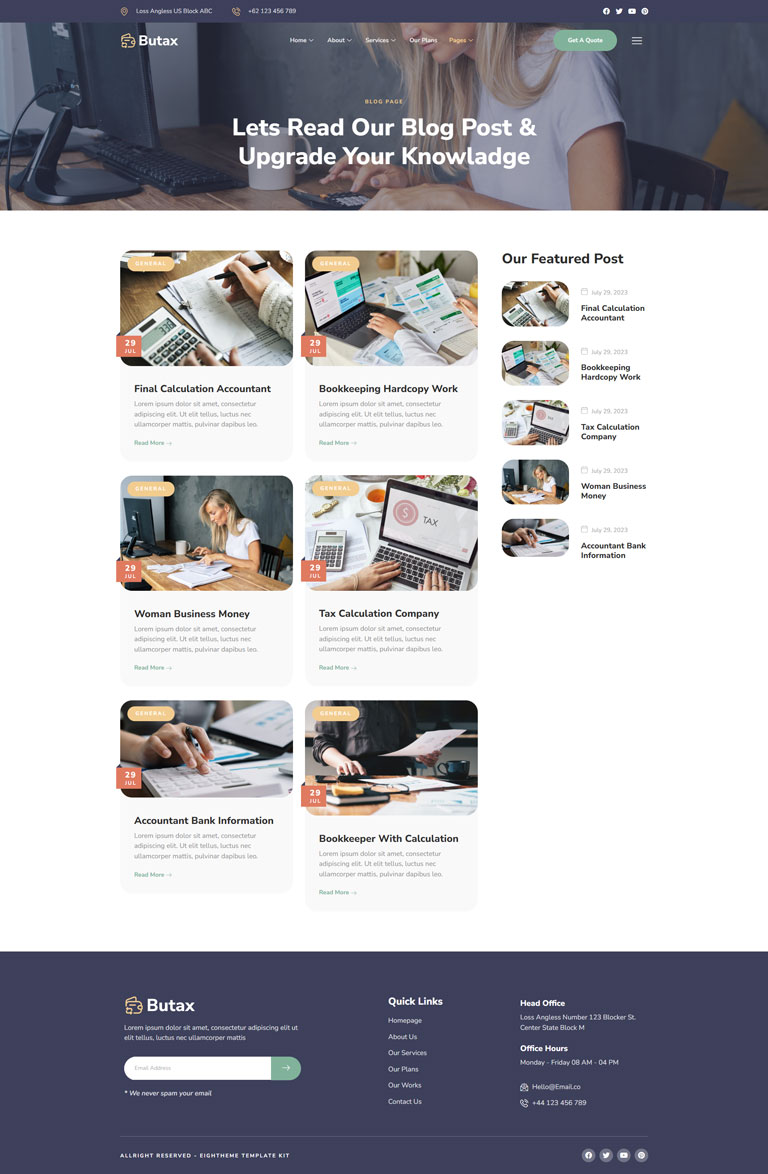 Loss Angless US Block ABC
+62 123 456 789
Butax
Home
About
Services
Our Plans
Pages
Get A Quote
BLOG PAGE
Lets Read Our Blog Post &
Upgrade Your Knowladge
GENERAL
29
JUL
Final Calculation Accountant
Lorem ipsum dolor sit amet, consectetur
adipiscing elit. Ut elit tellus, luctus nec
ullamcorper mattis, pulvinar dapibus leo.
Read More
GENERAL
29
JUL
Bookkeeping Hardcopy Work
Lorem ipsum dolor sit amet, consectetur
adipiscing elit. Ut elit tellus, luctus nec
ullamcorper mattis, pulvinar dapibus leo.
Read More
GENERAL
29
JUL
Woman Business Money
Lorem ipsum dolor sit amet, consectetur
adipiscing elit. Ut elit tellus, luctus nec
ullamcorper mattis, pulvinar dapibus leo.
Read More
GENERAL
TAX
29
JUL
Tax Calculation Company
Lorem ipsum dolor sit amet, consectetur
adipiscing elit. Ut elit tellus, luctus nec
ullamcorper mattis, pulvinar dapibus leo.
Read More
GENERAL
29
JUL
Accountant Bank Information
Lorem ipsum dolor sit amet, consectetur
adipiscing elit. Ut elit tellus, luctus nec
ullamcorper mattis, pulvinar dapibus leo.
Read More
GENERAL
29
JUL
Bookkeeper With Calculation
Lorem ipsum dolor sit amet, consectetur
adipiscing elit. Ut elit tellus, luctus nec
ullamcorper mattis, pulvinar dapibus leo.
Read More
Our Featured Post
July 29, 2023
Final Calculation
Accountant
July 29, 2023
Bookkeeping
Hardcopy Work
July 29, 2023
Tax Calculation
Company
TAX
July 29, 2023
Woman Business
Money
July 29, 2023
Accountant Bank
Information
Butax
Lorem ipsum dolor sit amet, consectetur adipiscing elit ut
elit tellus, luctus nec ullamcorper mattis
Email Address
* We never spam your email
Quick Links
Homepage
About Us
Our Services
Our Plans
Our Works
Contact Us
Head Office
Loss Angless Number 123 Blocker St.
Center State Block M
Office Hours
Monday - Friday 08 AM - 04 PM
Hello@Email.co
+44 123 456 789
ALLRIGHT RESERVED - EIGHTHEME TEMPLATE KIT